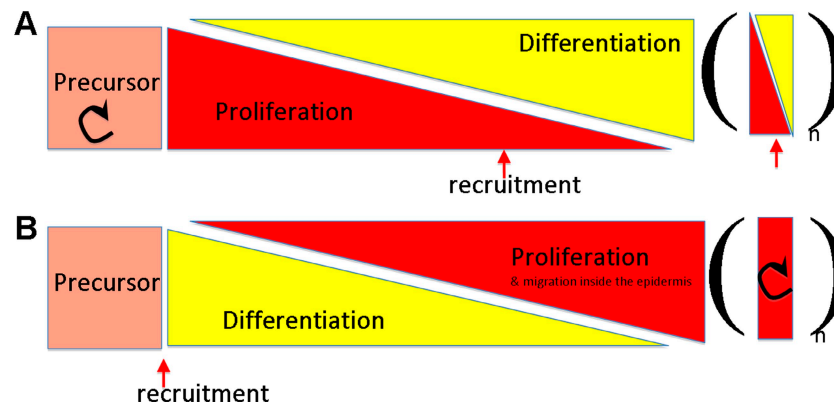 A
Precursor
Differentiation
Proliferation
n
recruitment
B
Precursor
Proliferation
& migration inside the epidermis
Differentiation
n
recruitment